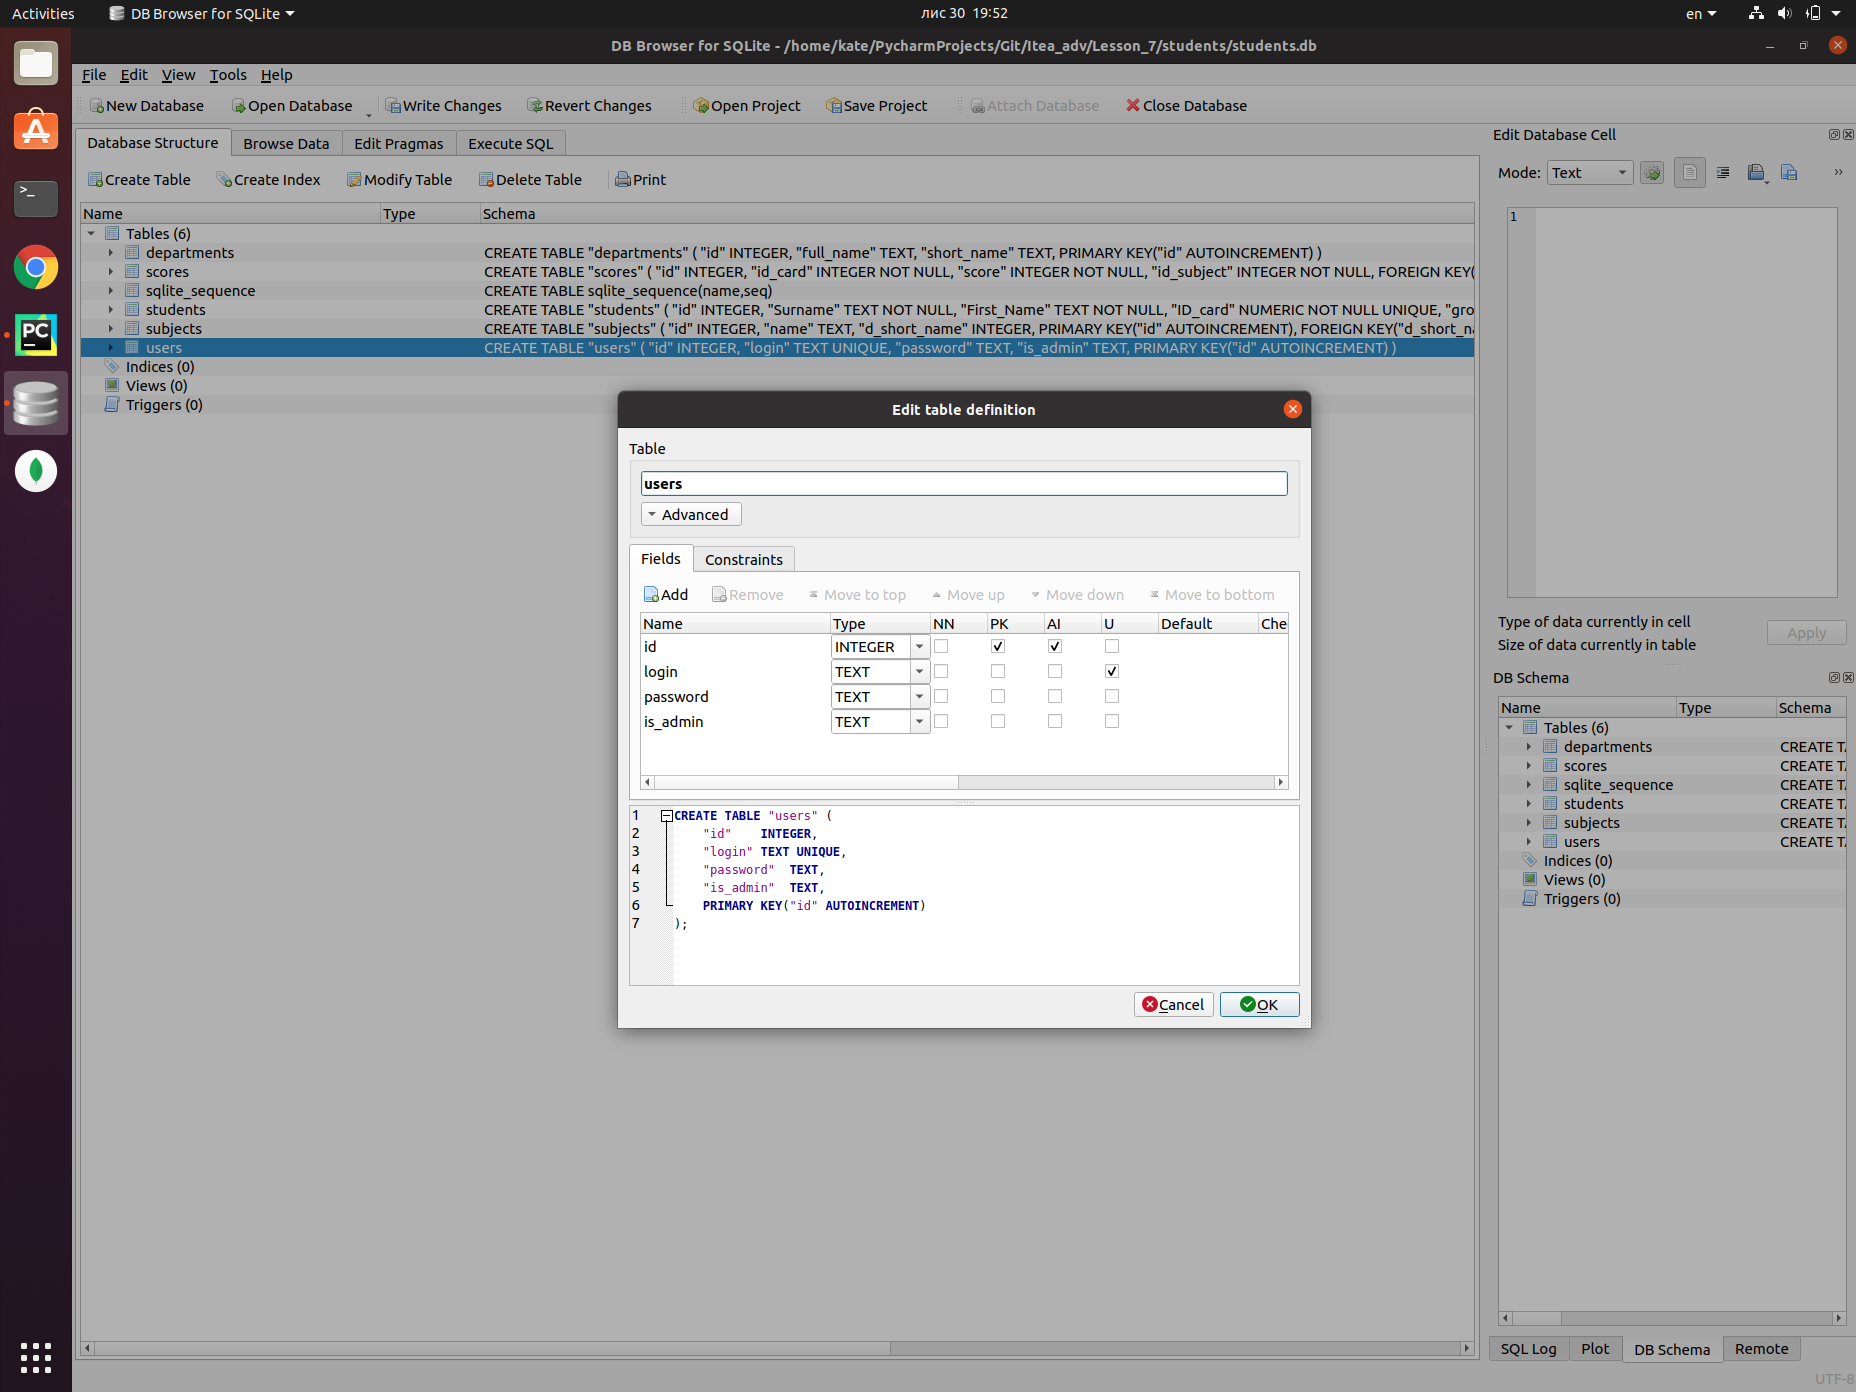 Activities DB Browser for SQLite лис 30 19:52 en
DB Browser for SQLite - /home/kate/PycharmProjects/Git/Itea_adv/Lesson_7/students/students.db
File Edit View Tools Help
New Database Open Database Write Changes Revert Changes Open Project Save Project Attach Database Close Database
Database Structure Browse Data Edit Pragmas Execute SQL
Create Table Create Index Modify Table Delete Table Print
Name Type Schema
Tables (6)
departments CREATE TABLE "departments" ( "id" INTEGER, "full_name" TEXT, "short_name" TEXT, PRIMARY KEY("id" AUTOINCREMENT) )
scores CREATE TABLE "scores" ( "id" INTEGER, "id_card" INTEGER NOT NULL, "score" INTEGER NOT NULL, "id_subject" INTEGER NOT NULL, FOREIGN KEY(
sqlite_sequence CREATE TABLE sqlite_sequence(name,seq)
students CREATE TABLE "students" ( "id" INTEGER, "Surname" TEXT NOT NULL, "First_Name" TEXT NOT NULL, "ID_card" NUMERIC NOT NULL UNIQUE, "gro
subjects CREATE TABLE "subjects" ( "id" INTEGER, "name" TEXT, "d_short_name" INTEGER, PRIMARY KEY("id" AUTOINCREMENT), FOREIGN KEY("d_short_n
users CREATE TABLE "users" ( "id" INTEGER, "login" TEXT UNIQUE, "password" TEXT, "is_admin" TEXT, PRIMARY KEY("id" AUTOINCREMENT) )
Indices (0)
Views (0)
Triggers (0)
Edit table definition
Table
users
Advanced
Fields Constraints
Add Remove Move to top Move up Move down Move to bottom
Name Type NN PK AI U Default Che
id INTEGER
login TEXT
password TEXT
is_admin TEXT
1 CREATE TABLE "users" (
2 "id" INTEGER,
3 "login" TEXT UNIQUE,
4 "password" TEXT,
5 "is_admin" TEXT,
6 PRIMARY KEY("id" AUTOINCREMENT)
7 );
Cancel OK
Edit Database Cell
Mode: Text
1
Type of data currently in cell
Size of data currently in table
Apply
DB Schema
Name Type Schema
Tables (6)
departments CREATE T
scores CREATE T
sqlite_sequence CREATE T
students CREATE T
subjects CREATE T
users CREATE T
Indices (0)
Views (0)
Triggers (0)
SQL Log Plot DB Schema Remote
UTF-8
PC